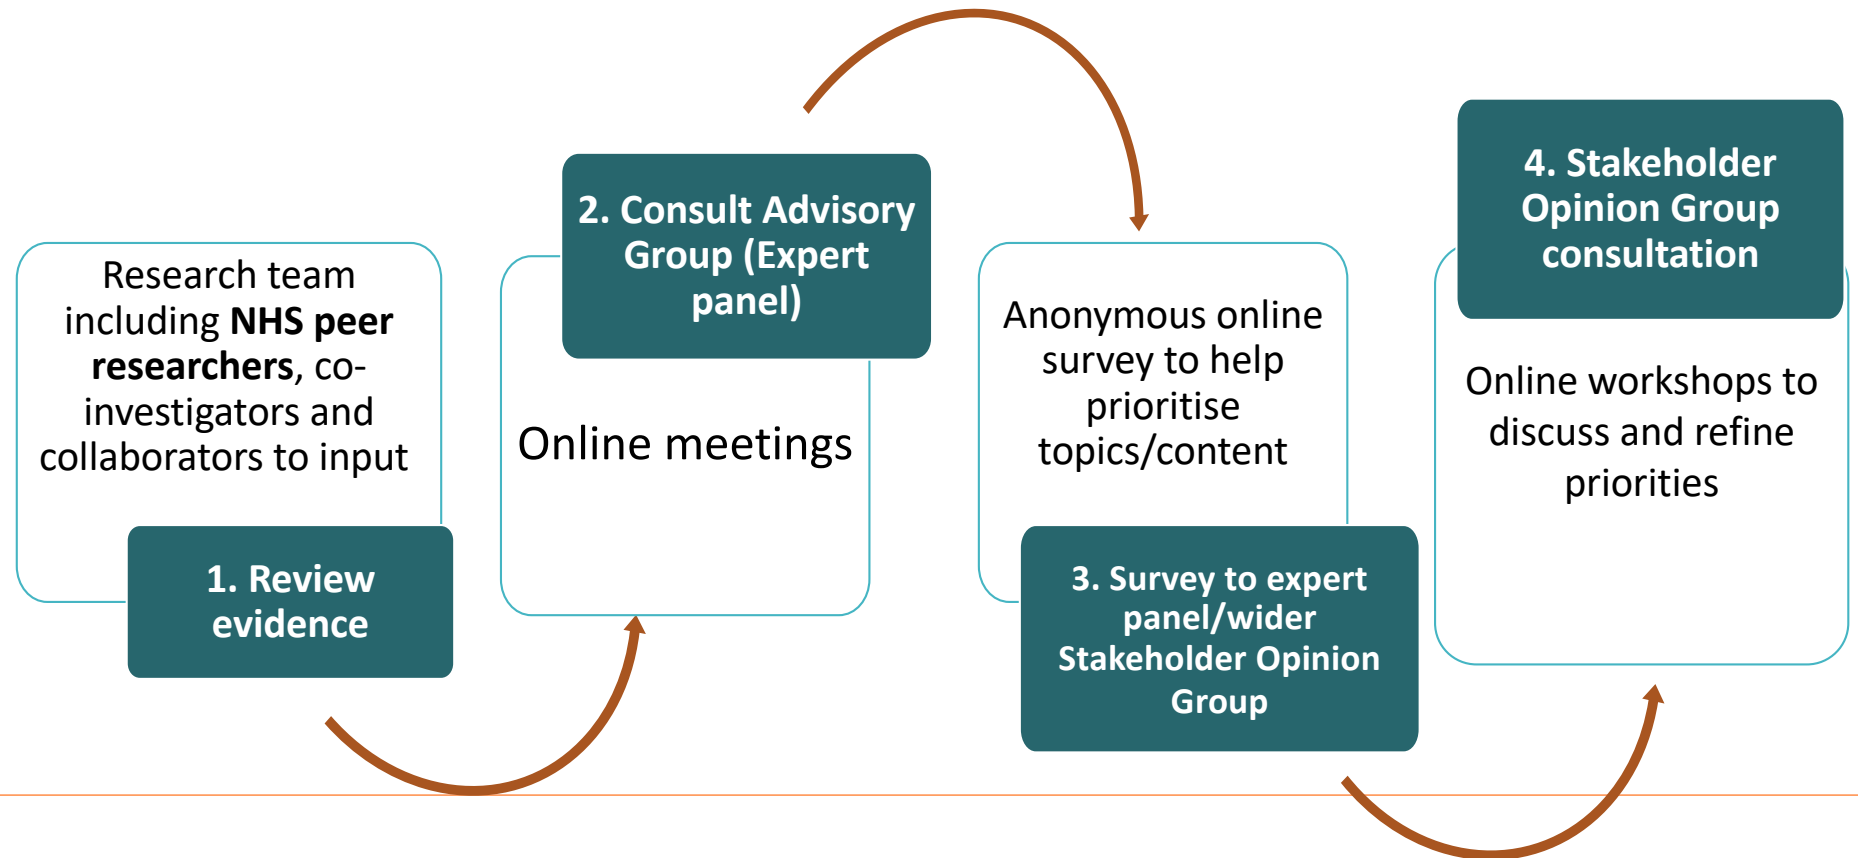 Research team
including NHS peer
researchers, co-
investigators and
collaborators to input
1. Review
evidence
2. Consult Advisory
Group (Expert
panel)
Online meetings
Anonymous online
survey to help
prioritise
topics/content
3. Survey to expert
panel/wider
Stakeholder Opinion
Group
4. Stakeholder
Opinion Group
consultation
Online workshops to
discuss and refine
priorities